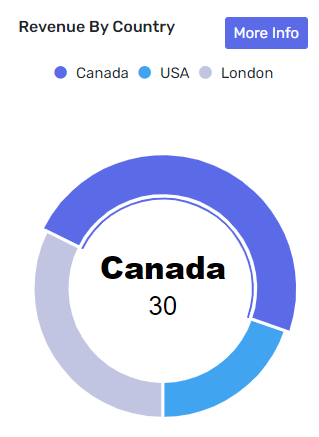 Revenue By Country
More Info
Canada
USA
London
Canada
30